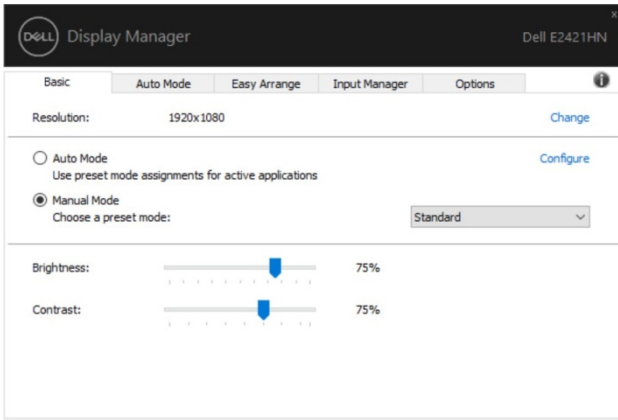 x
DELL Display Manager
Dell E2421HN
Basic Auto Mode Easy Arrange Input Manager Options i
Resolution: 1920x1080 Change
Auto Mode Configure
Use preset mode assignments for active applications
Manual Mode
Choose a preset mode: Standard
Brightness: 75%
Contrast: 75%